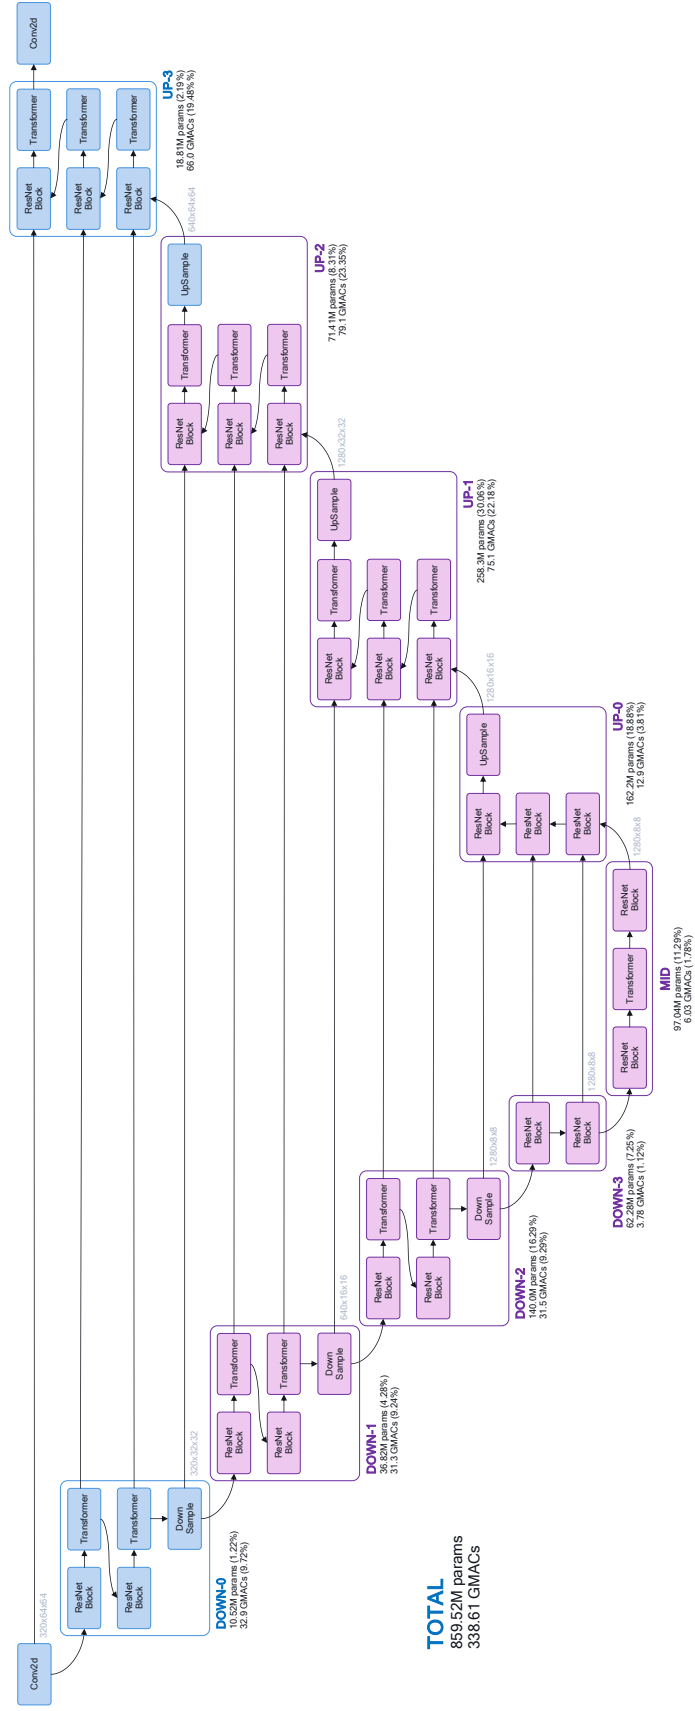 Conv2d
320x64x64
ResNet
Block
Transformer
ResNet
Block
Transformer
Down
Sample
DOWN-0
10.52M params (1.22%)
32.9 GMACs (9.72%)
320x32x32
ResNet
Block
Transformer
ResNet
Block
Transformer
Down
Sample
DOWN-1
36.82M params (4.28%)
31.3 GMACs (9.24%)
640x16x16
ResNet
Block
Transformer
ResNet
Block
Transformer
Down
Sample
DOWN-2
140.0M params (16.29%)
31.5 GMACs (9.29%)
1280x8x8
ResNet
Block
ResNet
Block
DOWN-3
62.28M params (7.25%)
3.78 GMACs (1.12%)
1280x8x8
ResNet
Block
Transformer
ResNet
Block
MID
97.04M params (11.29%)
6.03 GMACs (1.78%)
1280x8x8
ResNet
Block
UpSample
ResNet
Block
ResNet
Block
UP-0
162.2M params (18.88%)
12.9 GMACs (3.81%)
1280x16x16
ResNet
Block
Transformer
UpSample
ResNet
Block
Transformer
ResNet
Block
Transformer
UP-1
258.3M params (30.06%)
75.1 GMACs (22.18%)
1280x32x32
ResNet
Block
Transformer
UpSample
ResNet
Block
Transformer
ResNet
Block
Transformer
UP-2
71.41M params (8.31%)
79.1 GMACs (23.35%)
640x64x64
ResNet
Block
Transformer
ResNet
Block
Transformer
ResNet
Block
Transformer
UP-3
18.81M params (2.19%)
66.0 GMACs (19.48% %)
Conv2d
TOTAL
859.52M params
338.61 GMACs